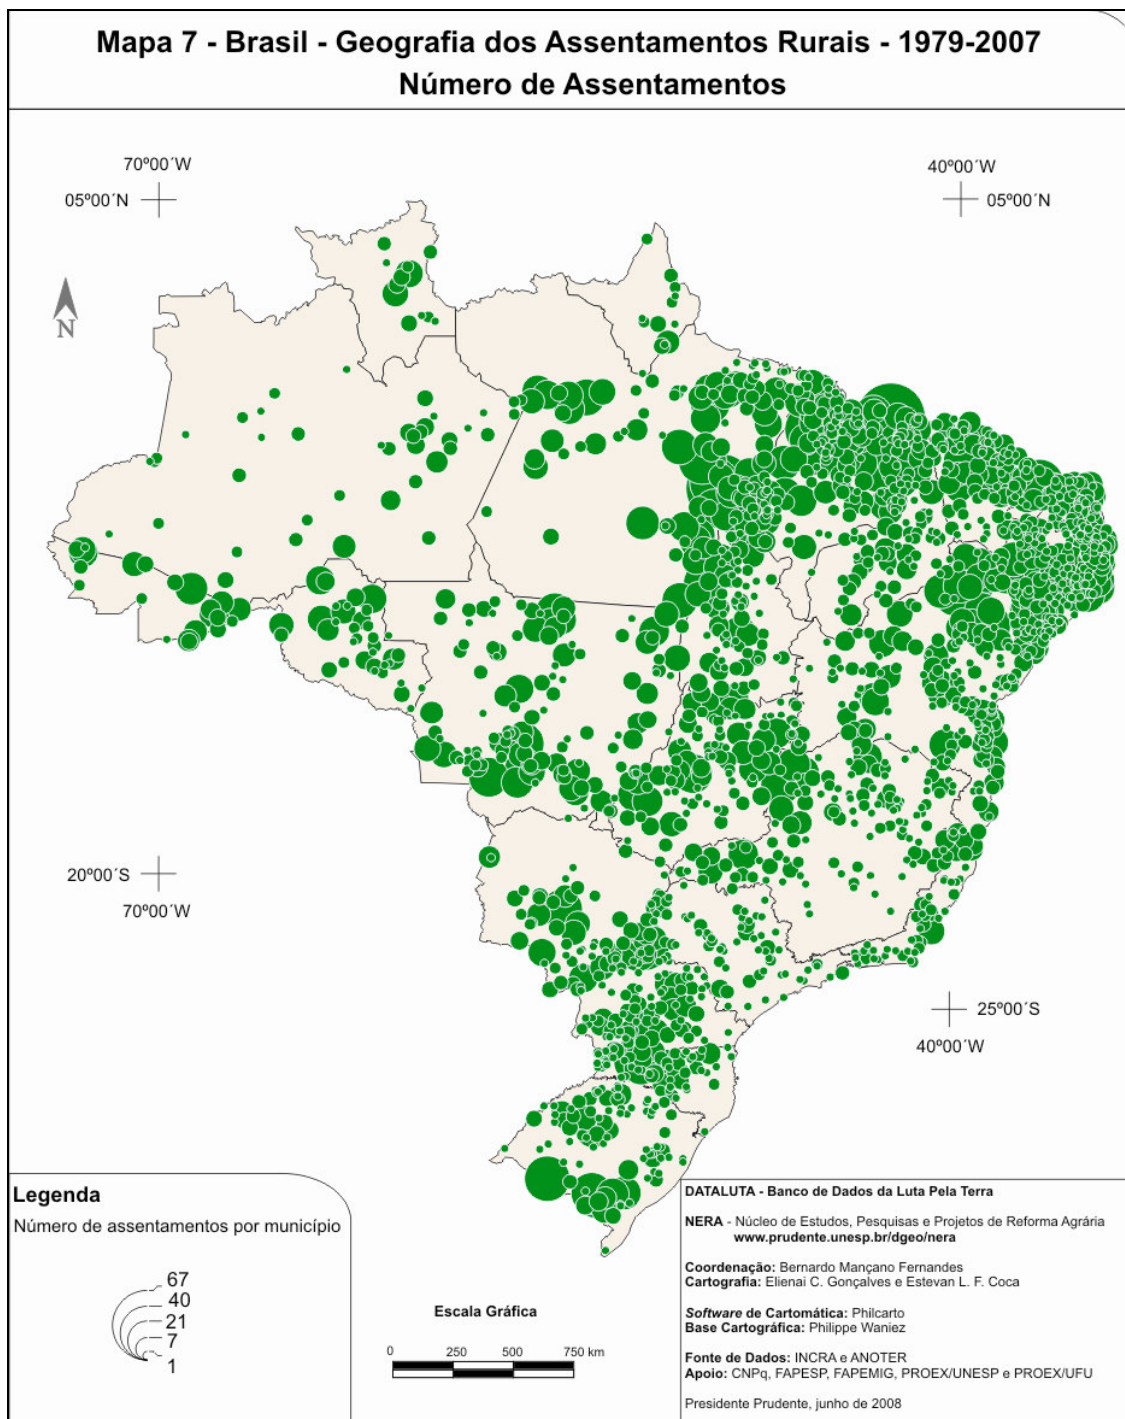 Mapa 7 - Brasil - Geografia dos Assentamentos Rurais - 1979-2007
Número de Assentamentos
70º00´W
40º00´W
05º00´N
05º00´N
N
20º00´S
70º00´W
25º00´S
40º00´W
Legenda
Número de assentamentos por município
67
40
21
7
1
Escala Gráfica
0 250 500 750 km
DATALUTA - Banco de Dados da Luta Pela Terra
NERA - Núcleo de Estudos, Pesquisas e Projetos de Reforma Agrária
www.prudente.unesp.br/dgeo/nera
Coordenação: Bernardo Mançano Fernandes
Cartografia: Elienai C. Gonçalves e Estevan L. F. Coca
Software de Cartomática: Philcarto
Base Cartográfica: Philippe Waniez
Fonte de Dados: INCRA e ANOTER
Apoio: CNPq, FAPESP, FAPEMIG, PROEX/UNESP e PROEX/UFU
Presidente Prudente, junho de 2008